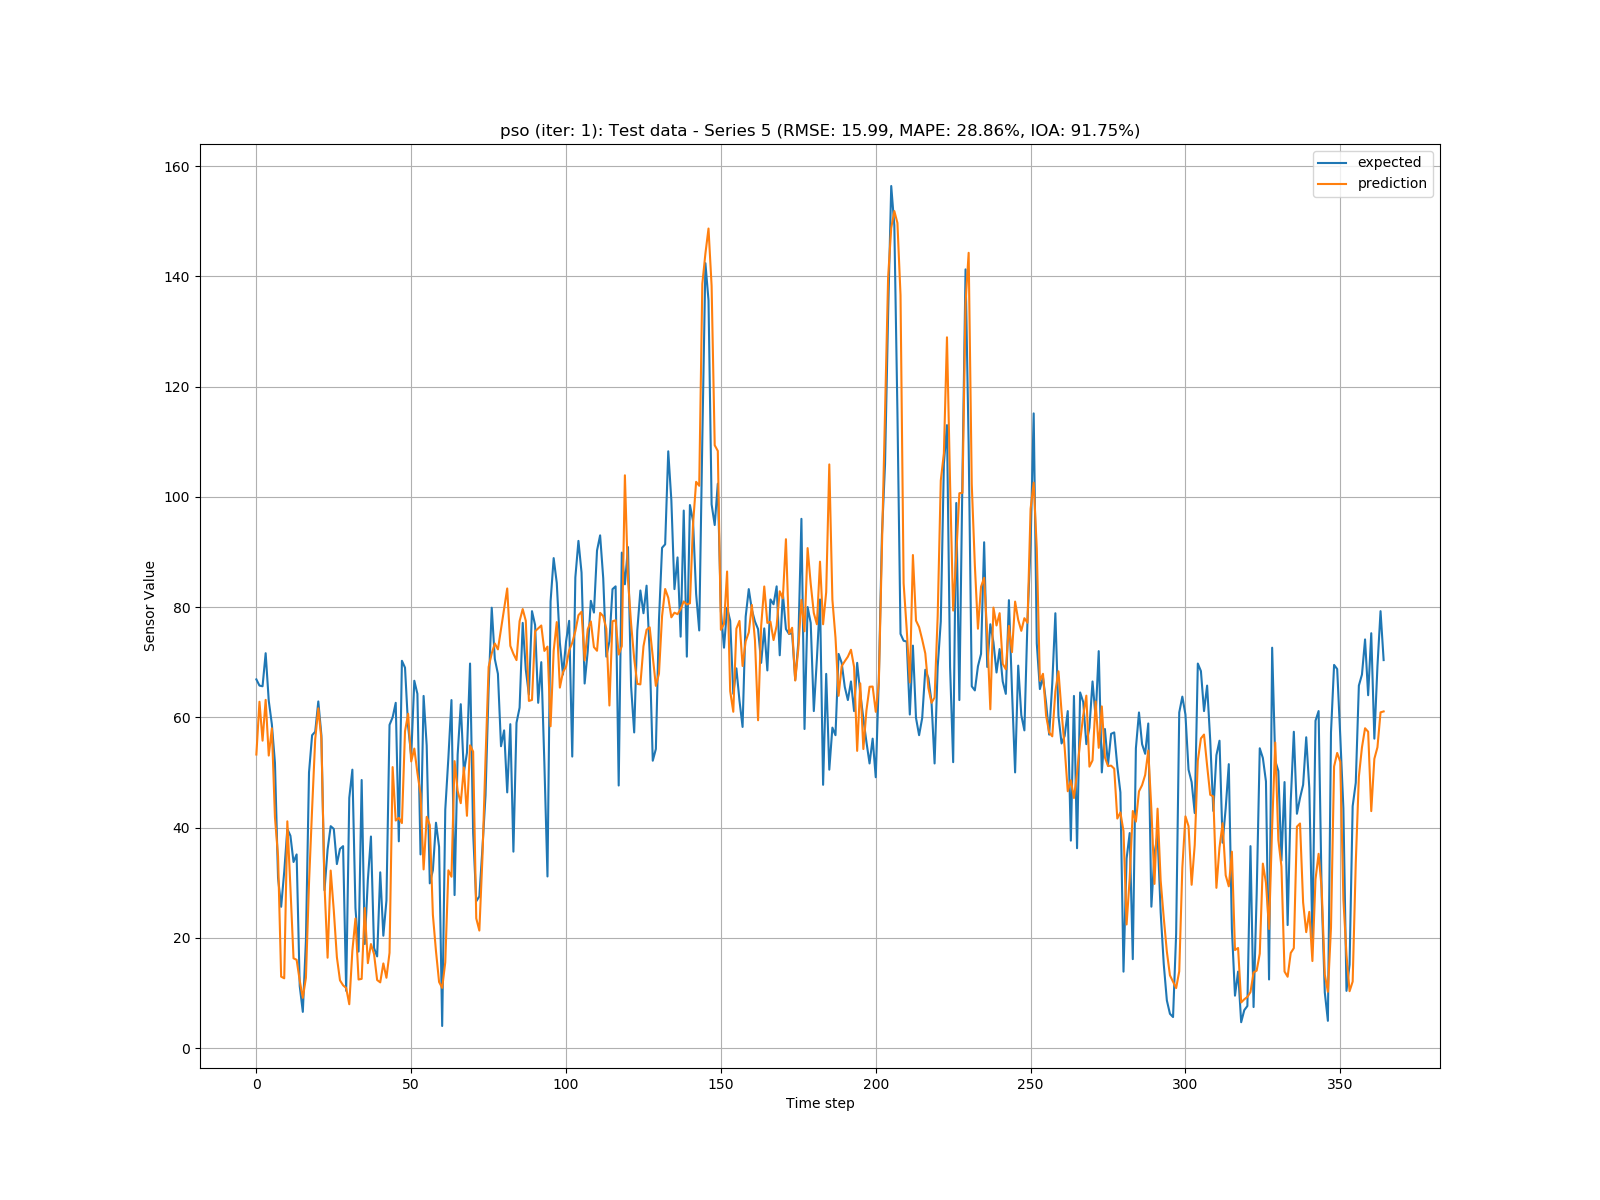 pso (iter: 1): Test data - Series 5 (RMSE: 15.99, MAPE: 28.86%, IOA: 91.75%)
expected
prediction
160
140
120
100
80
60
40
20
0
Sensor Value
0 50 100 150 200 250 300 350
Time step